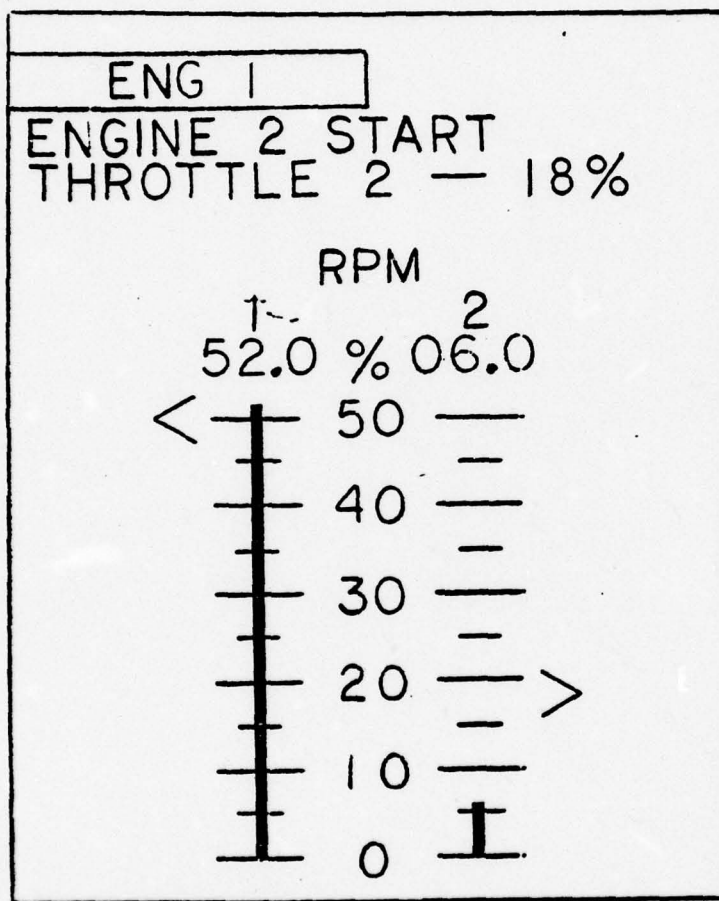 ENG 1
ENGINE 2 START
THROTTLE 2 — 18%
RPM
1 2
52.0 % 06.0
50
40
30
20
10
0